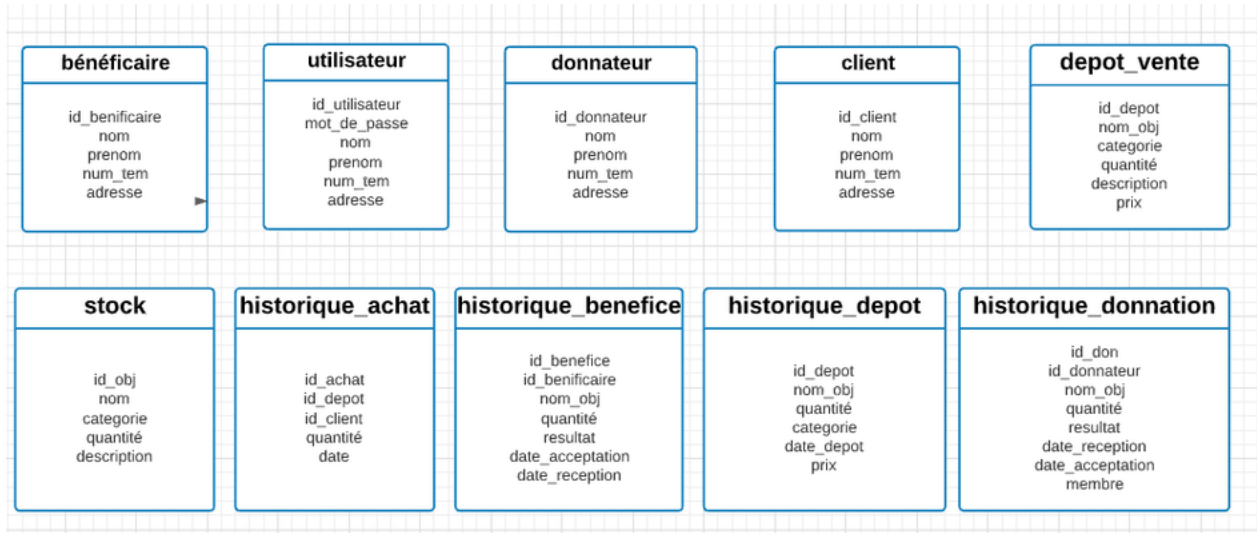 bénéficaire
id_benificaire
nom
prenom
num_tem
adresse
utilisateur
id_utilisateur
mot_de_passe
nom
prenom
num_tem
adresse
donnateur
id_donnateur
nom
prenom
num_tem
adresse
client
id_client
nom
prenom
num_tem
adresse
depot_vente
id_depot
nom_obj
categorie
quantité
description
prix
stock
id_obj
nom
categorie
quantité
description
historique_achat
id_achat
id_depot
id_client
quantité
date
historique_benefice
id_benefice
id_benificaire
nom_obj
quantité
resultat
date_acceptation
date_reception
historique_depot
id_depot
nom_obj
quantité
categorie
date_depot
prix
historique_donnation
id_don
id_donnateur
nom_obj
quantité
resultat
date_reception
date_acceptation
membre